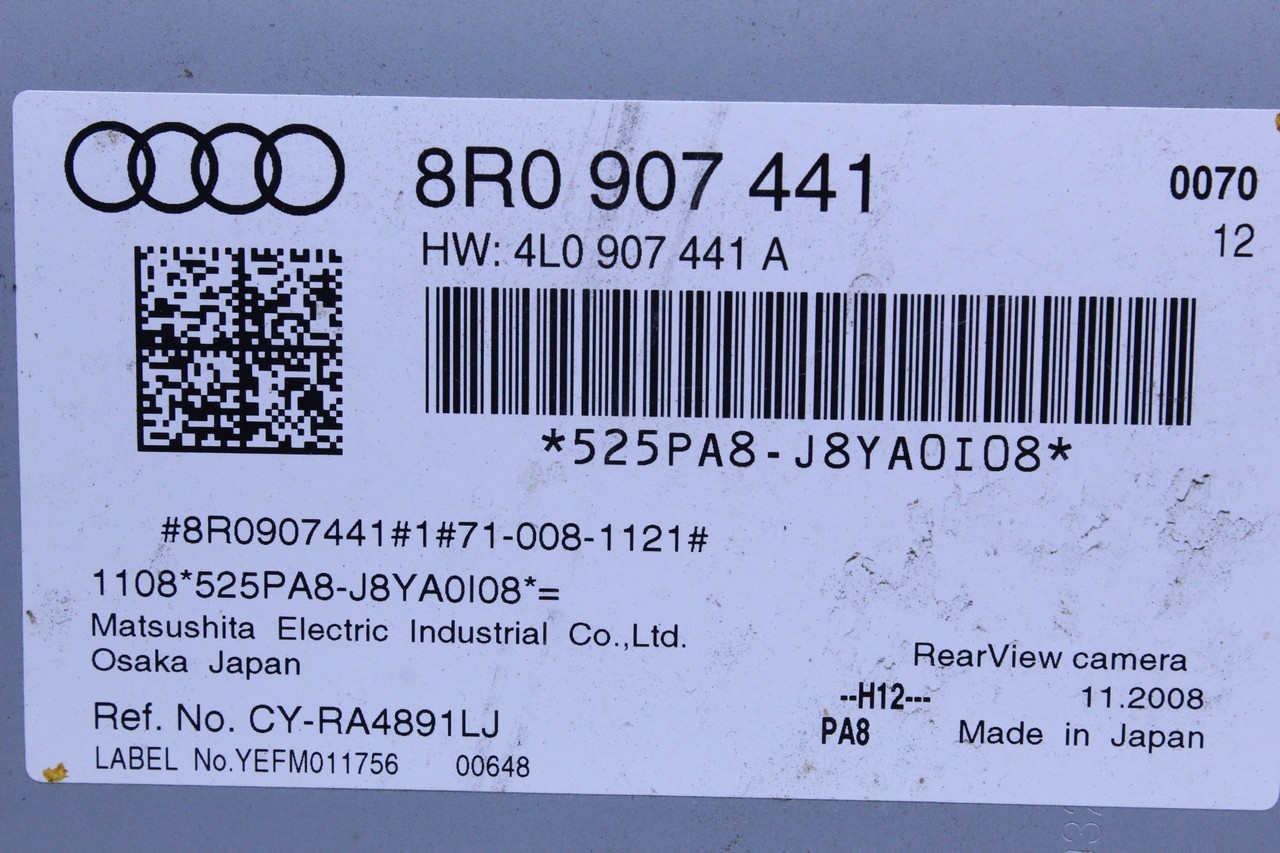 8R0 907 441
0070
HW: 4L0 907 441 A
12
*525PA8-J8YA0I08*
#8R0907441#1#71-008-1121#
1108*525PA8-J8YA0I08*=
Matsushita Electric Industrial Co.,Ltd.
Osaka Japan
RearView camera
--H12---
11.2008
Ref. No. CY-RA4891LJ
PA8
Made in Japan
LABEL No.YEFM011756 00648